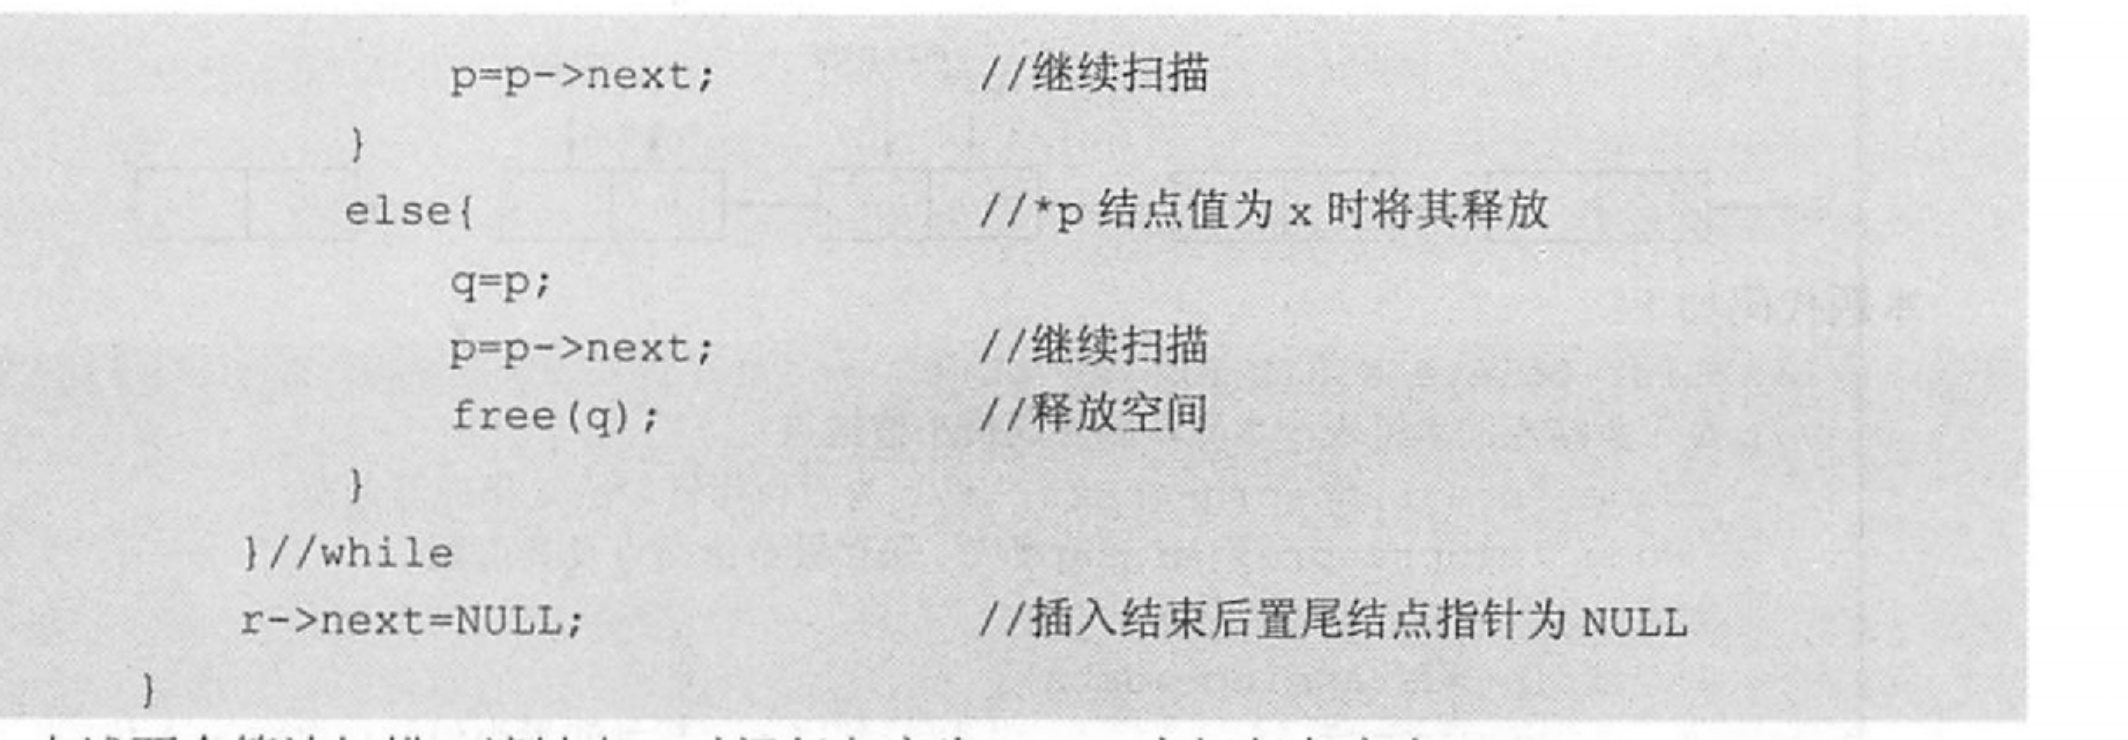 p=p->next; //继续扫描
}
else{ //*p 结点值为 x 时将其释放
q=p;
p=p->next; //继续扫描
free(q); //释放空间
}
}//while
r->next=NULL; //插入结束后置尾结点指针为 NULL
}